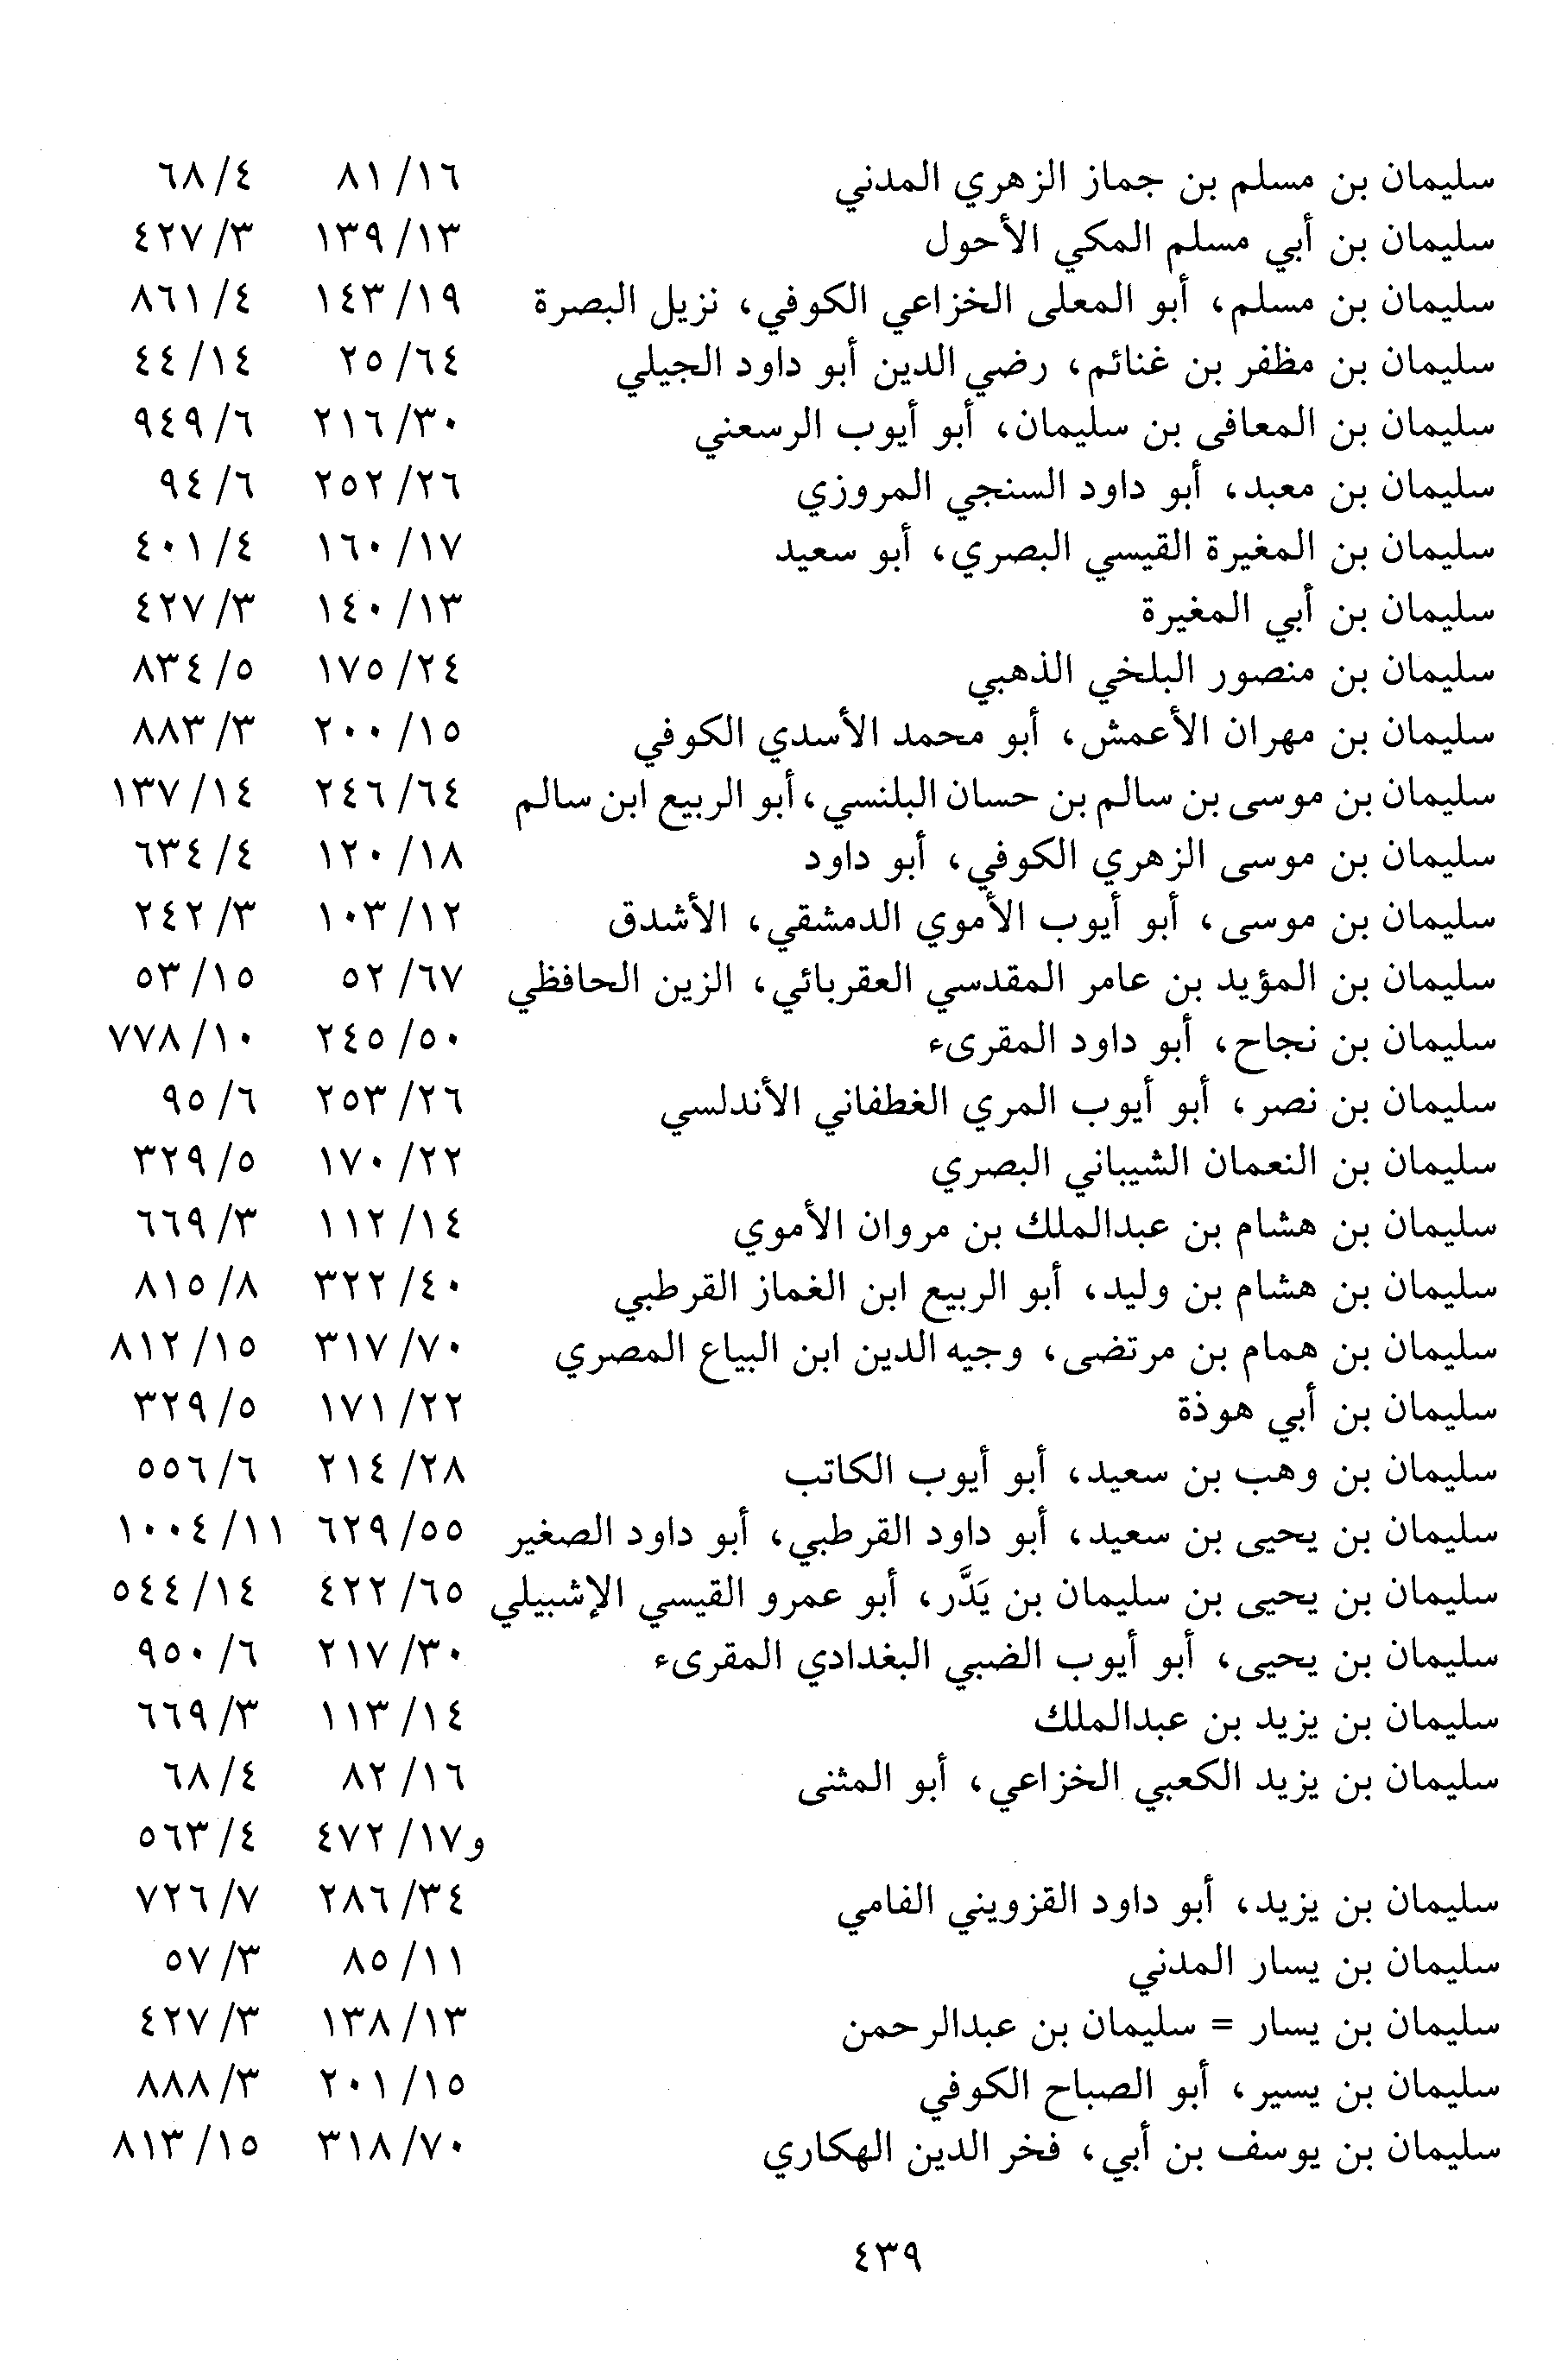 سليمان بن مسلم بن جماز الزهري المدني ١٦/ ٨١ ٤/ ٦٨
سليمان بن أبي مسلم المكي الأحول ١٣/ ١٣٩ ٣/ ٤٢٧
سليمان بن مسلم، أبو المعلى الخزاعي الكوفي، نزيل البصرة ١٩/ ١٤٣ ٤/ ٨٦١
سليمان بن مظفر بن غنائم، رضي الدين أبو داود الجيلي ٦٤/ ٢٥ ١٤/ ٤٤
سليمان بن المعافى بن سليمان، أبو أيوب الرسعني ٣٠/ ٢١٦ ٦/ ٩٤٩
سليمان بن معبد، أبو داود السنجي المروزي ٢٦/ ٢٥٢ ٦/ ٩٤
سليمان بن المغيرة القيسي البصري، أبو سعيد ١٧/ ١٦٠ ٤/ ٤٠١
سليمان بن أبي المغيرة ١٣/ ١٤٠ ٣/ ٤٢٧
سليمان بن منصور البلخي الذهبي ٢٤/ ١٧٥ ٥/ ٨٣٤
سليمان بن مهران الأعمش، أبو محمد الأسدي الكوفي ١٥/ ٢٠٠ ٣/ ٨٨٣
سليمان بن موسى بن سالم بن حسان البلنسي، أبو الربيع ابن سالم ٦٤/ ٢٤٦ ١٤/ ١٣٧
سليمان بن موسى الزهري الكوفي، أبو داود ١٨/ ١٢٠ ٤/ ٦٣٤
سليمان بن موسى، أبو أيوب الأموي الدمشقي، الأشدق ١٢/ ١٠٣ ٣/ ٢٤٢
سليمان بن المؤيد بن عامر المقدسي العقربائي، الزين الحافظي ٦٧/ ٥٢ ١٥/ ٥٣
سليمان بن نجاح، أبو داود المقرىء ٥٠/ ٢٤٥ ١٠/ ٧٧٨
سليمان بن نصر، أبو أيوب المري الغطفاني الأندلسي ٢٦/ ٢٥٣ ٦/ ٩٥
سليمان بن النعمان الشيباني البصري ٢٢/ ١٧٠ ٥/ ٣٢٩
سليمان بن هشام بن عبدالملك بن مروان الأموي ١٤/ ١١٢ ٣/ ٦٦٩
سليمان بن هشام بن وليد، أبو الربيع ابن الغماز القرطبي ٤٠/ ٣٢٢ ٨/ ٨١٥
سليمان بن همام بن مرتضى، وجيه الدين ابن البياع المصري ٧٠/ ٣١٧ ١٥/ ٨١٢
سليمان بن أبي هوذة ٢٢/ ١٧١ ٥/ ٣٢٩
سليمان بن وهب بن سعيد، أبو أيوب الكاتب ٢٨/ ٢١٤ ٦/ ٥٥٦
سليمان بن يحيى بن سعيد، أبو داود القرطبي، أبو داود الصغير ٥٥/ ٦٢٩ ١١/ ١٠٠٤
سليمان بن يحيى بن سليمان بن يَدَّر، أبو عمرو القيسي الإشبيلي ٦٥/ ٤٢٢ ١٤/ ٥٤٤
سليمان بن يحيى، أبو أيوب الضبي البغدادي المقرىء ٣٠/ ٢١٧ ٦/ ٩٥٠
سليمان بن يزيد بن عبدالملك ١٤/ ١١٣ ٣/ ٦٦٩
سليمان بن يزيد الكعبي الخزاعي، أبو المثنى ١٦/ ٨٢ ٤/ ٦٨
و١٧/ ٤٧٢ ٤/ ٥٦٣
سليمان بن يزيد، أبو داود القزويني الفامي ٣٤/ ٢٨٦ ٧/ ٧٢٦
سليمان بن يسار المدني ١١/ ٨٥ ٣/ ٥٧
سليمان بن يسار = سليمان بن عبدالرحمن ١٣/ ١٣٨ ٣/ ٤٢٧
سليمان بن يسير، أبو الصباح الكوفي ١٥/ ٢٠١ ٣/ ٨٨٨
سليمان بن يوسف بن أبي، فخر الدين الهكاري ٧٠/ ٣١٨ ١٥/ ٨١٣
٤٣٩